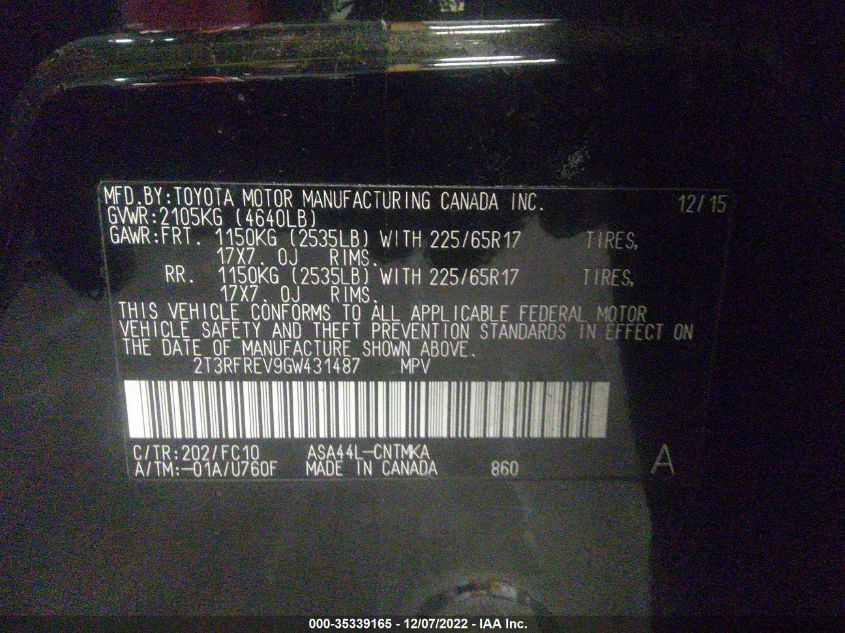 MFD.BY:TOYOTA MOTOR MANUFACTURING CANADA INC. 12/15
GVWR:2105KG (4640LB)
GAWR:FRT. 1150KG (2535LB) WITH 225/65R17 TIRES,
17X7. 0J RIMS.
RR. 1150KG (2535LB) WITH 225/65R17 TIRES,
17X7. 0J RIMS.
THIS VEHICLE CONFORMS TO ALL APPLICABLE FEDERAL MOTOR
VEHICLE SAFETY AND THEFT PREVENTION STANDARDS IN EFFECT ON
THE DATE OF MANUFACTURE SHOWN ABOVE.
2T3RFREV9GW431487 MPV
C/TR:202/FC10 ASA44L-CNTMKA
A/TM:-01A/U760F MADE IN CANADA 860 A
000-35339165 - 12/07/2022 - IAA Inc.